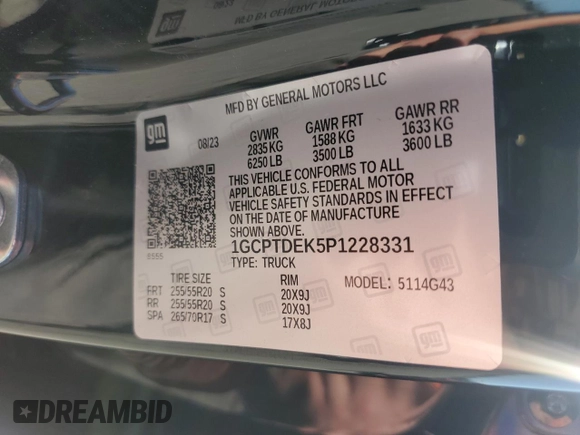 MFD BY GENERAL MOTORS LLC
gm
08/23
GVWR GAWR FRT GAWR RR
2835 KG 1588 KG 1633 KG
6250 LB 3500 LB 3600 LB
THIS VEHICLE CONFORMS TO ALL
APPLICABLE U.S. FEDERAL MOTOR
VEHICLE SAFETY STANDARDS IN EFFECT
ON THE DATE OF MANUFACTURE
SHOWN ABOVE.
1GCPTDEK5P1228331
TYPE: TRUCK
TIRE SIZE RIM MODEL: 5114G43
FRT 255/55R20 S 20X9J
RR 255/55R20 S 20X9J
SPA 265/70R17 S 17X8J
DREAMBID